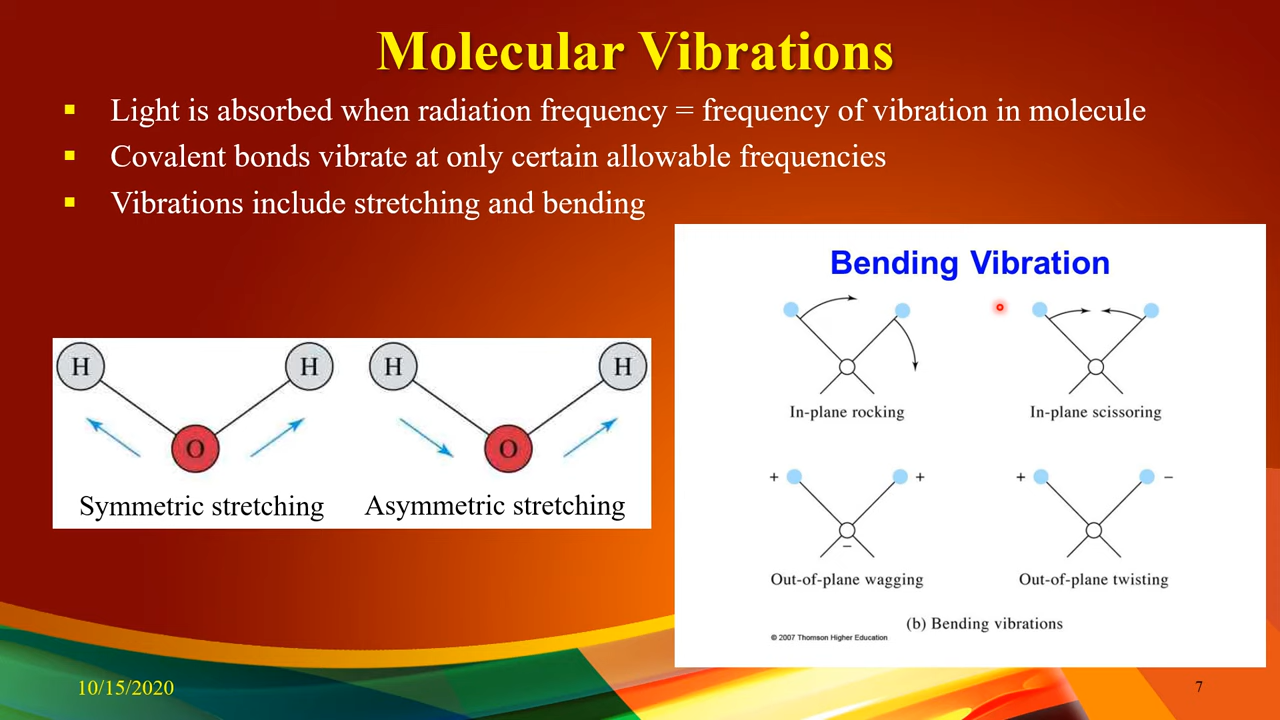 Molecular Vibrations
▪ Light is absorbed when radiation frequency = frequency of vibration in molecule
▪ Covalent bonds vibrate at only certain allowable frequencies
▪ Vibrations include stretching and bending
H H H H
O O
Symmetric stretching Asymmetric stretching
Bending Vibration
In-plane rocking In-plane scissoring
+ + + −
−
Out-of-plane wagging Out-of-plane twisting
(b) Bending vibrations
© 2007 Thomson Higher Education
10/15/2020
7